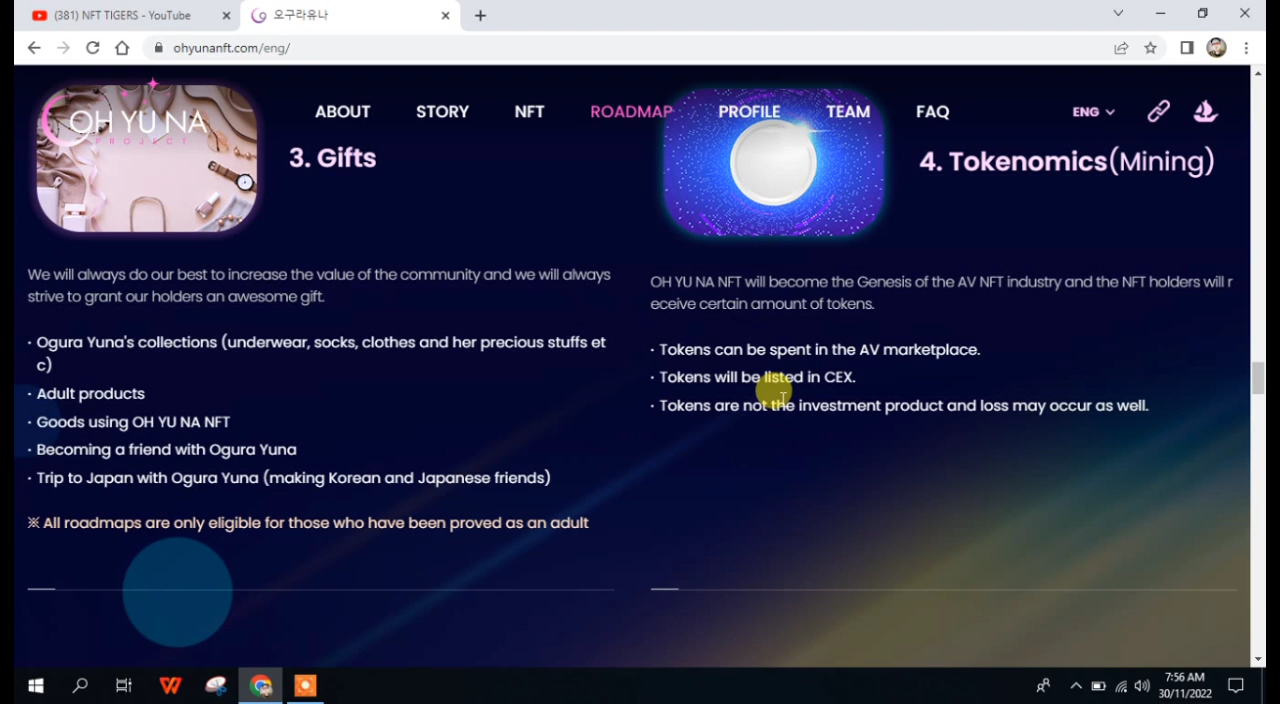 (381) NFT TIGERS - YouTube
오구라유나
ohyunanft.com/eng/
OH YU NA
PROJECT
ABOUT STORY NFT ROADMAP PROFILE TEAM FAQ ENG
3. Gifts
We will always do our best to increase the value of the community and we will always
strive to grant our holders an awesome gift.
· Ogura Yuna's collections (underwear, socks, clothes and her precious stuffs et
c)
· Adult products
· Goods using OH YU NA NFT
· Becoming a friend with Ogura Yuna
· Trip to Japan with Ogura Yuna (making Korean and Japanese friends)
※ All roadmaps are only eligible for those who have been proved as an adult
4. Tokenomics(Mining)
OH YU NA NFT will become the Genesis of the AV NFT industry and the NFT holders will r
eceive certain amount of tokens.
· Tokens can be spent in the AV marketplace.
· Tokens will be listed in CEX.
· Tokens are not the investment product and loss may occur as well.
7:56 AM
30/11/2022